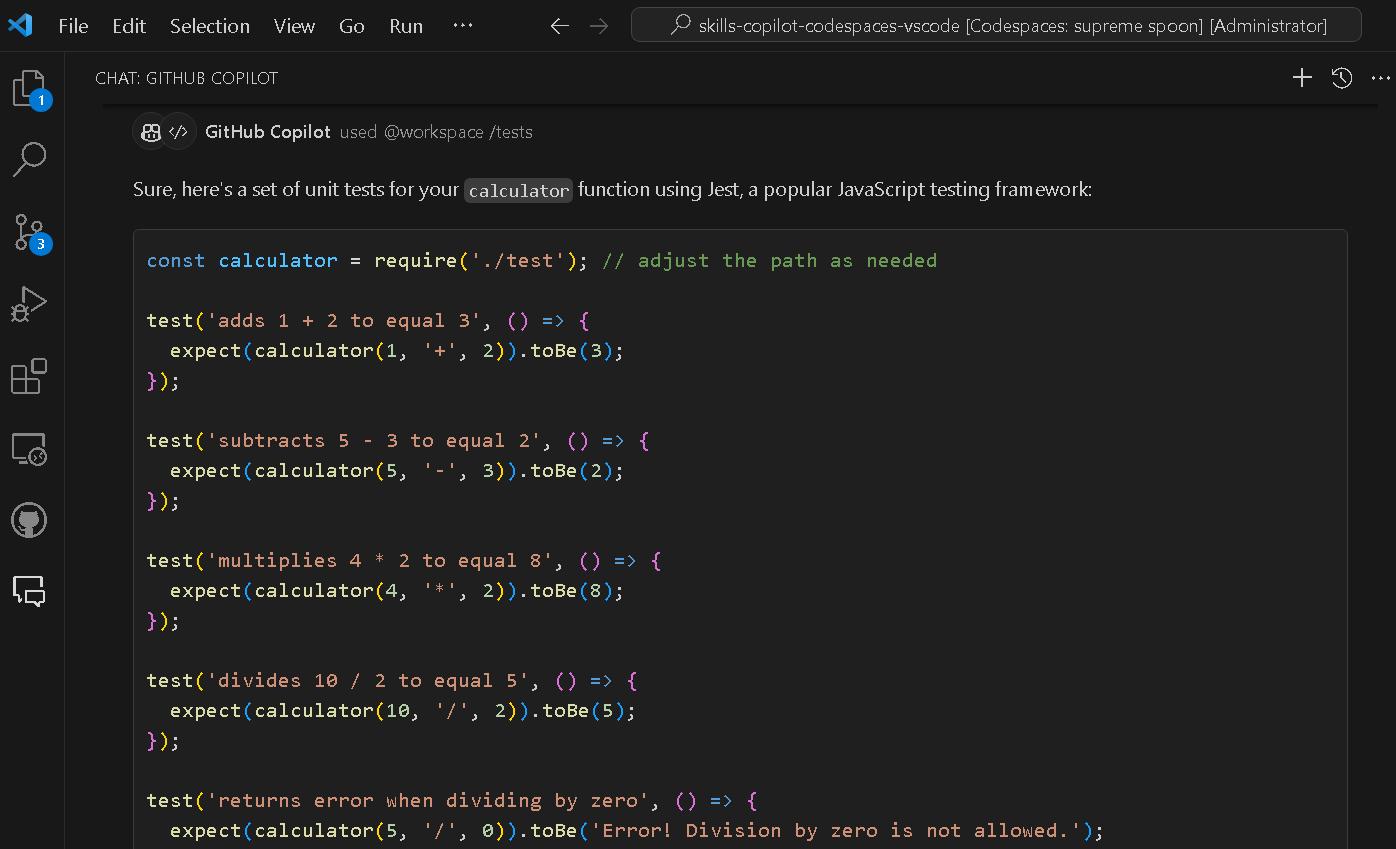 File Edit Selection View Go Run ··· skills-copilot-codespaces-vscode [Codespaces: supreme spoon] [Administrator]
CHAT: GITHUB COPILOT
1
GitHub Copilot used @workspace /tests
Sure, here's a set of unit tests for your calculator function using Jest, a popular JavaScript testing framework:
3
const calculator = require('./test'); // adjust the path as needed
test('adds 1 + 2 to equal 3', () => {
  expect(calculator(1, '+', 2)).toBe(3);
});
test('subtracts 5 - 3 to equal 2', () => {
  expect(calculator(5, '-', 3)).toBe(2);
});
test('multiplies 4 * 2 to equal 8', () => {
  expect(calculator(4, '*', 2)).toBe(8);
});
test('divides 10 / 2 to equal 5', () => {
  expect(calculator(10, '/', 2)).toBe(5);
});
test('returns error when dividing by zero', () => {
  expect(calculator(5, '/', 0)).toBe('Error! Division by zero is not allowed.');